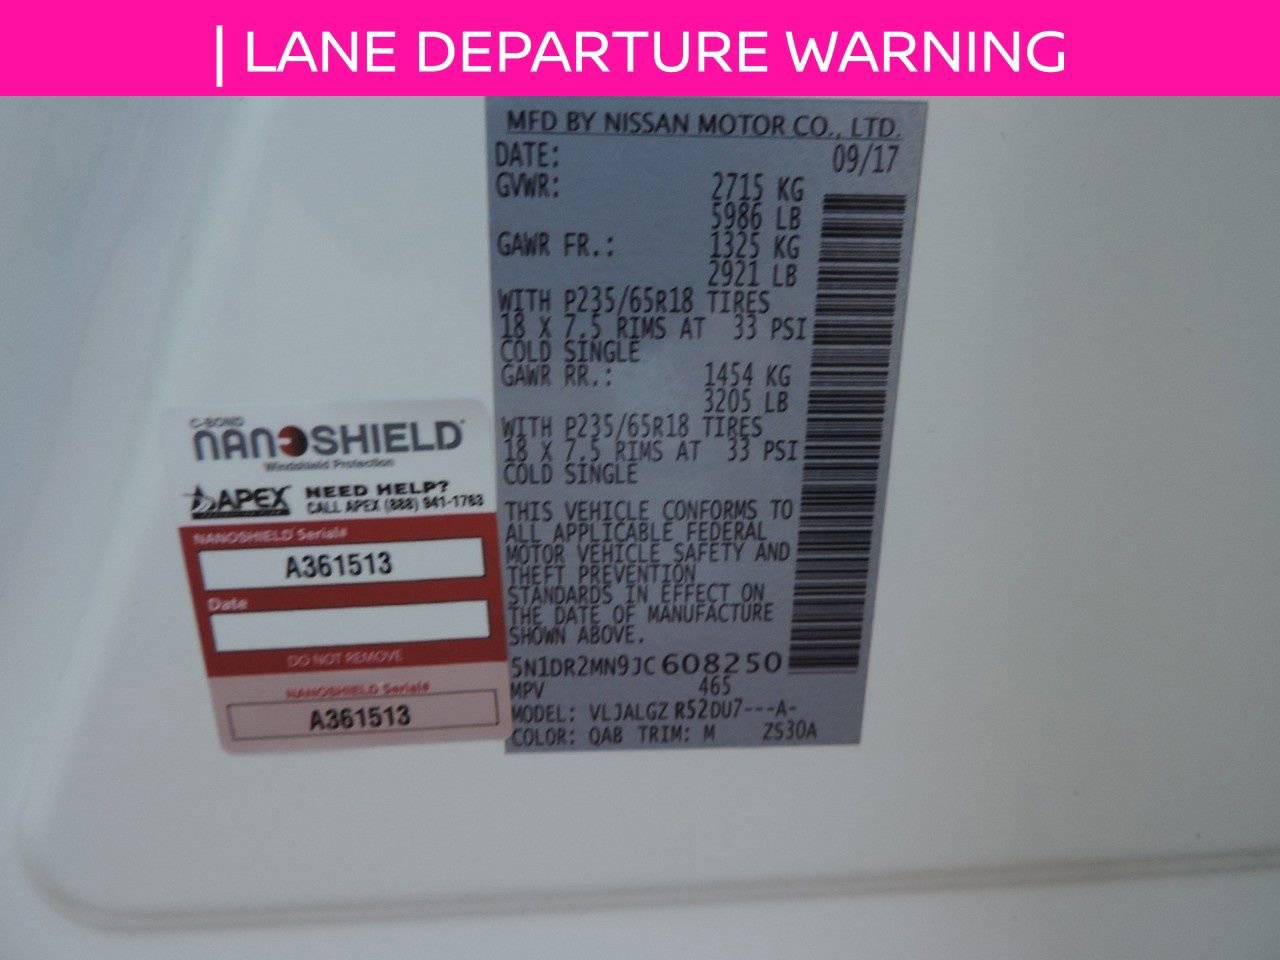 | LANE DEPARTURE WARNING
MFD BY NISSAN MOTOR CO., LTD.
DATE: 09/17
GVWR: 2715 KG
5986 LB
GAWR FR.: 1325 KG
2921 LB
WITH P235/65R18 TIRES
18 X 7.5 RIMS AT 33 PSI
COLD SINGLE
GAWR RR.: 1454 KG
3205 LB
WITH P235/65R18 TIRES
18 X 7.5 RIMS AT 33 PSI
COLD SINGLE
THIS VEHICLE CONFORMS TO
ALL APPLICABLE FEDERAL
MOTOR VEHICLE SAFETY AND
THEFT PREVENTION
STANDARDS IN EFFECT ON
THE DATE OF MANUFACTURE
SHOWN ABOVE.
5N1DR2MN9JC608250
MPV 465
MODEL: VLJALGZ R52DU7---A-
COLOR: QAB TRIM: M ZS30A
C-BOND
NANOSHIELD
Windshield Protection
APEX NEED HELP?
CALL APEX (888) 941-1763
NANOSHIELD Serial#
A361513
Date
DO NOT REMOVE
NANOSHIELD Serial#
A361513